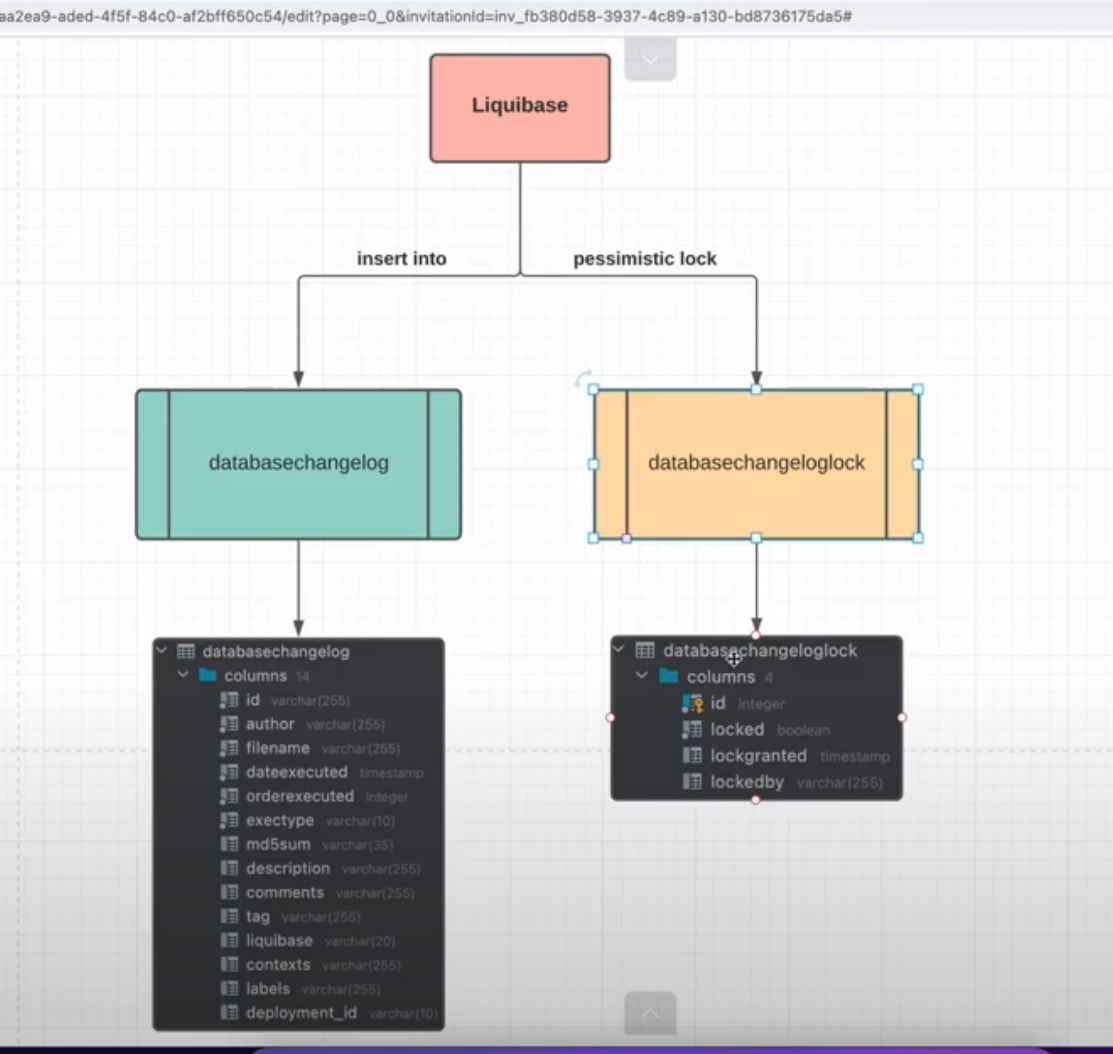 aa2ea9-aded-4f5f-84c0-af2bff650c54/edit?page=0_0&invitationId=inv_fb380d58-3937-4c89-a130-bd8736175da5#
Liquibase
insert into
pessimistic lock
databasechangelog
databasechangeloglock
databasechangelog
columns 14
id varchar(255)
author varchar(255)
filename varchar(255)
dateexecuted timestamp
orderexecuted integer
exectype varchar(10)
md5sum varchar(35)
description varchar(255)
comments varchar(255)
tag varchar(255)
liquibase varchar(20)
contexts varchar(255)
labels varchar(255)
deployment_id varchar(10)
databasechangeloglock
columns 4
id integer
locked boolean
lockgranted timestamp
lockedby varchar(255)